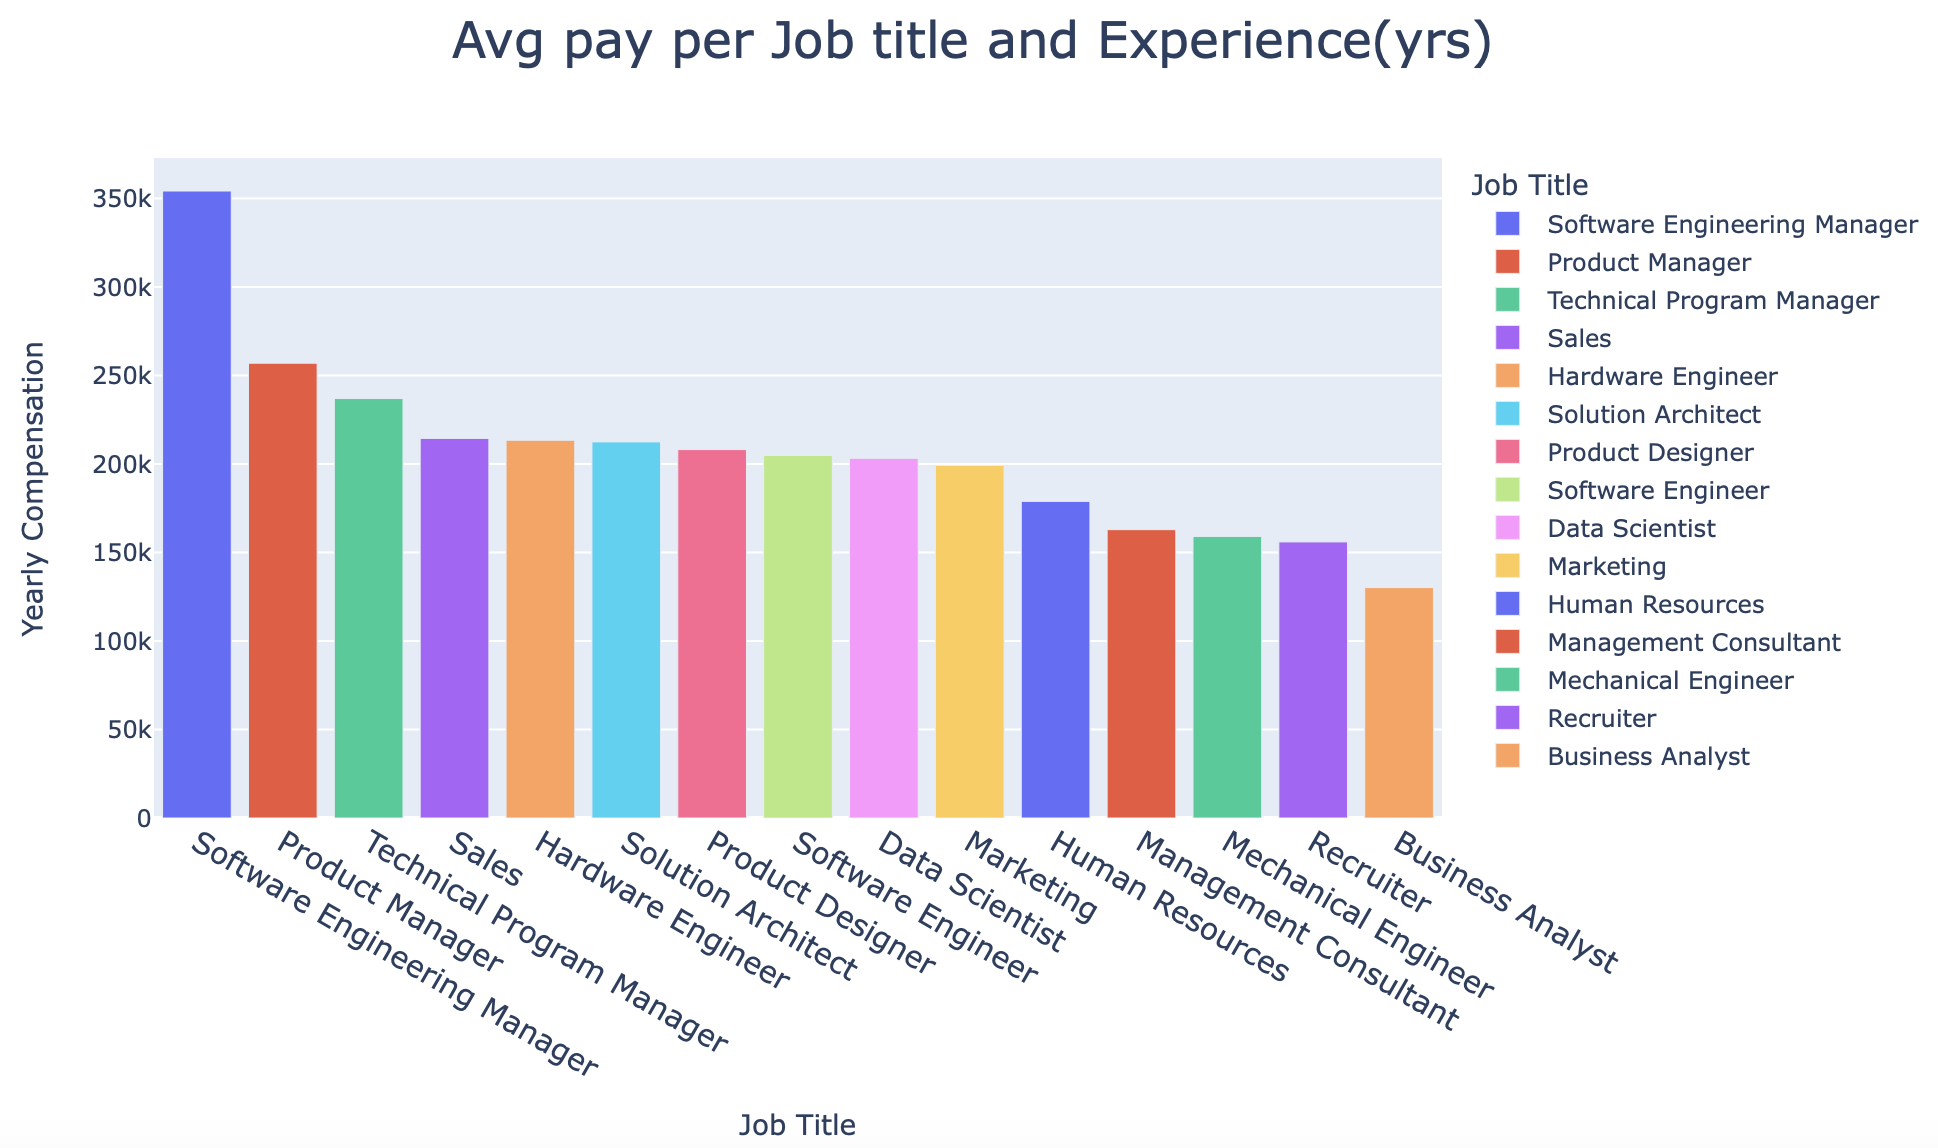 Avg pay per Job title and Experience(yrs)
Yearly Compensation
350k
300k
250k
200k
150k
100k
50k
0
Software Engineering Manager
Product Manager
Technical Program Manager
Sales
Hardware Engineer
Solution Architect
Product Designer
Software Engineer
Data Scientist
Marketing
Human Resources
Management Consultant
Mechanical Engineer
Recruiter
Business Analyst
Job Title
Job Title
Software Engineering Manager
Product Manager
Technical Program Manager
Sales
Hardware Engineer
Solution Architect
Product Designer
Software Engineer
Data Scientist
Marketing
Human Resources
Management Consultant
Mechanical Engineer
Recruiter
Business Analyst